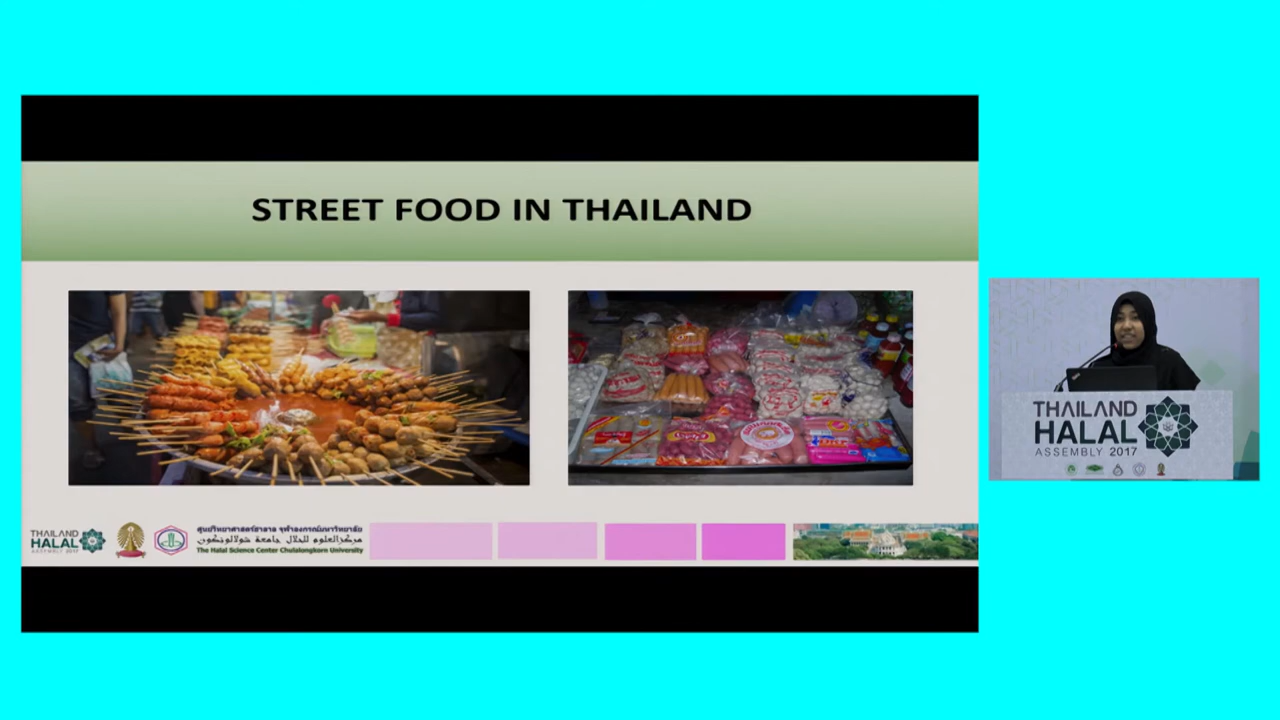 STREET FOOD IN THAILAND
THAILAND
HALAL
ASSEMBLY 2017
THAILAND
HALAL
ASSEMBLY 2017
ศูนย์วิทยาศาสตร์ฮาลาล จุฬาลงกรณ์มหาวิทยาลัย
مركز العلوم للحلال جامعة شولالونكورن
The Halal Science Center Chulalongkorn University